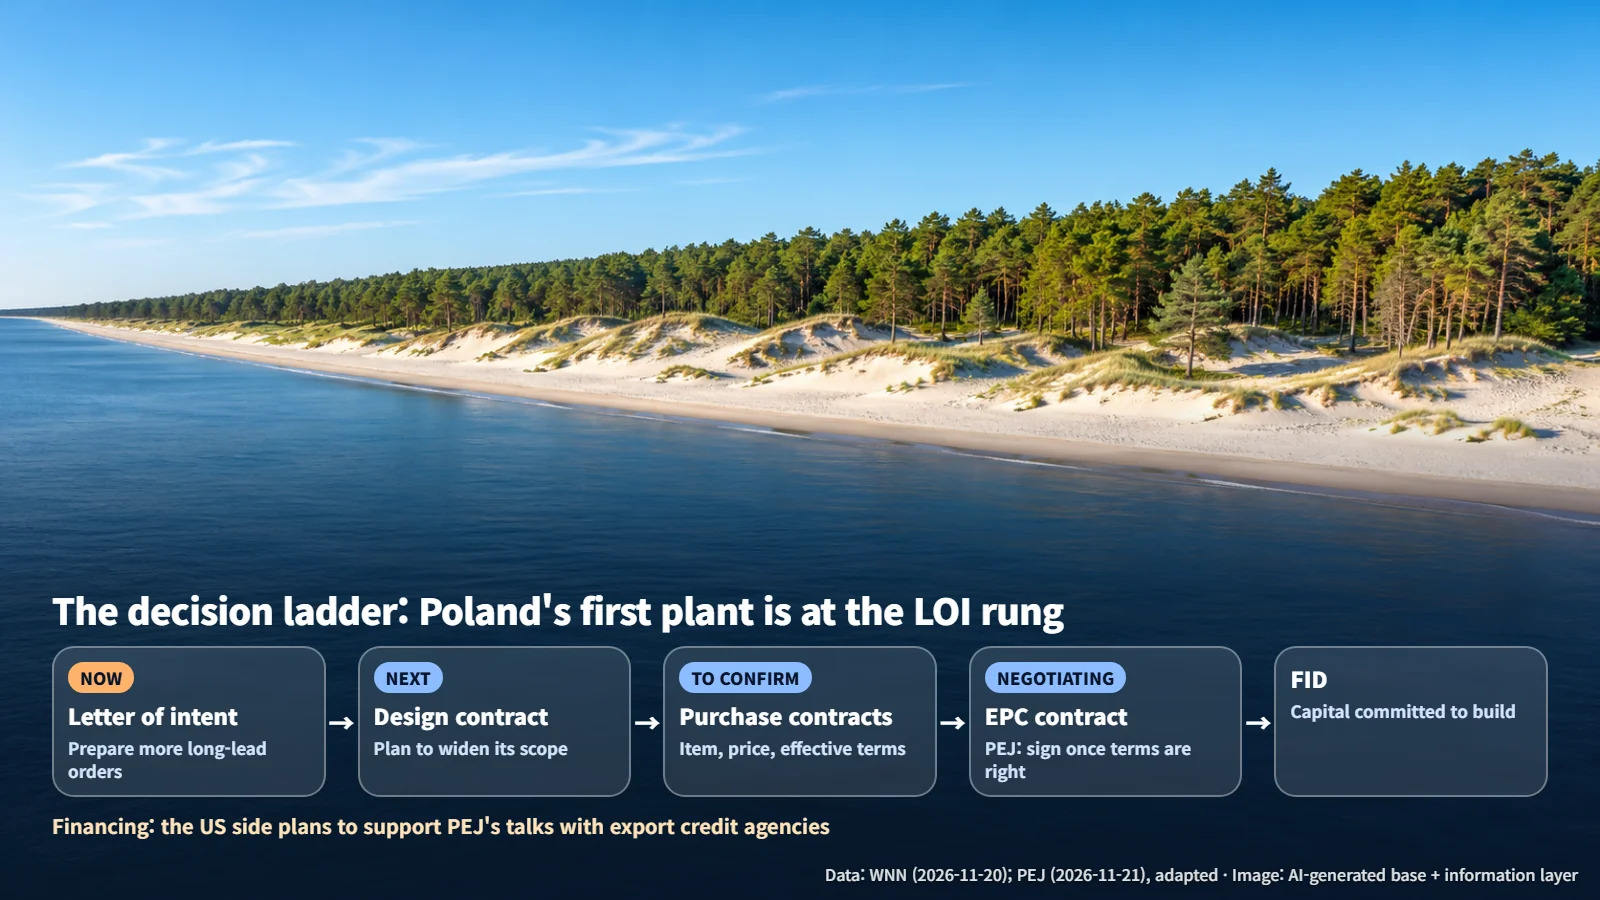 The decision ladder: Poland's first plant is at the LOI rung
NOW
Letter of intent
Prepare more long-lead
orders
→
NEXT
Design contract
Plan to widen its scope
→
TO CONFIRM
Purchase contracts
Item, price, effective terms
→
NEGOTIATING
EPC contract
PEJ: sign once terms are
right
→
FID
Capital committed to build
Financing: the US side plans to support PEJ's talks with export credit agencies
Data: WNN (2026-11-20); PEJ (2026-11-21), adapted · Image: AI-generated base + information layer